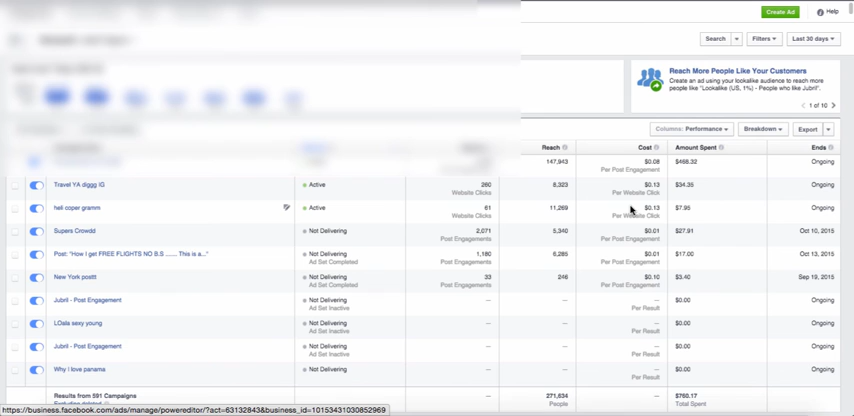 Create Ad
Help
Search Filters Last 30 days
Reach More People Like Your Customers
Create an ad using your lookalike audience to reach more
people like "Lookalike (US, 1%) - People who like Jubril".
1 of 10
Columns: Performance Breakdown Export
Reach Cost Amount Spent Ends
147,943 $0.08 $468.32 Ongoing
Per Post Engagement
Travel YA diggg IG Active 260 8,323 $0.13 $34.35 Ongoing
Website Clicks Per Website Click
heli coper gramm Active 61 11,269 $0.13 $7.95 Ongoing
Website Clicks Per Website Click
Supers Crowdd Not Delivering 2,071 5,340 $0.01 $27.91 Oct 10, 2015
Post Engagements Per Post Engagement
Post: "How I get FREE FLIGHTS NO B.S ...... This is a..." Not Delivering 1,180 6,285 $0.01 $17.00 Oct 13, 2015
Ad Set Completed Post Engagements Per Post Engagement
New York posttt Not Delivering 33 246 $0.10 $3.40 Sep 19, 2015
Ad Set Completed Post Engagements Per Post Engagement
Jubril - Post Engagement Not Delivering — — — $0.00 Ongoing
Ad Set Inactive Per Result
LOala sexy young Not Delivering — — — $0.00 Ongoing
Ad Set Inactive Per Result
Jubril - Post Engagement Not Delivering — — — $0.00 Ongoing
Ad Set Inactive Per Result
Why I love panama Not Delivering — — — $0.00 Ongoing
Per Result
Results from 591 Campaigns 271,634 — $760.17
People Total Spent
https://business.facebook.com/ads/manage/powereditor/?act=63132843&business_id=10153431030852969